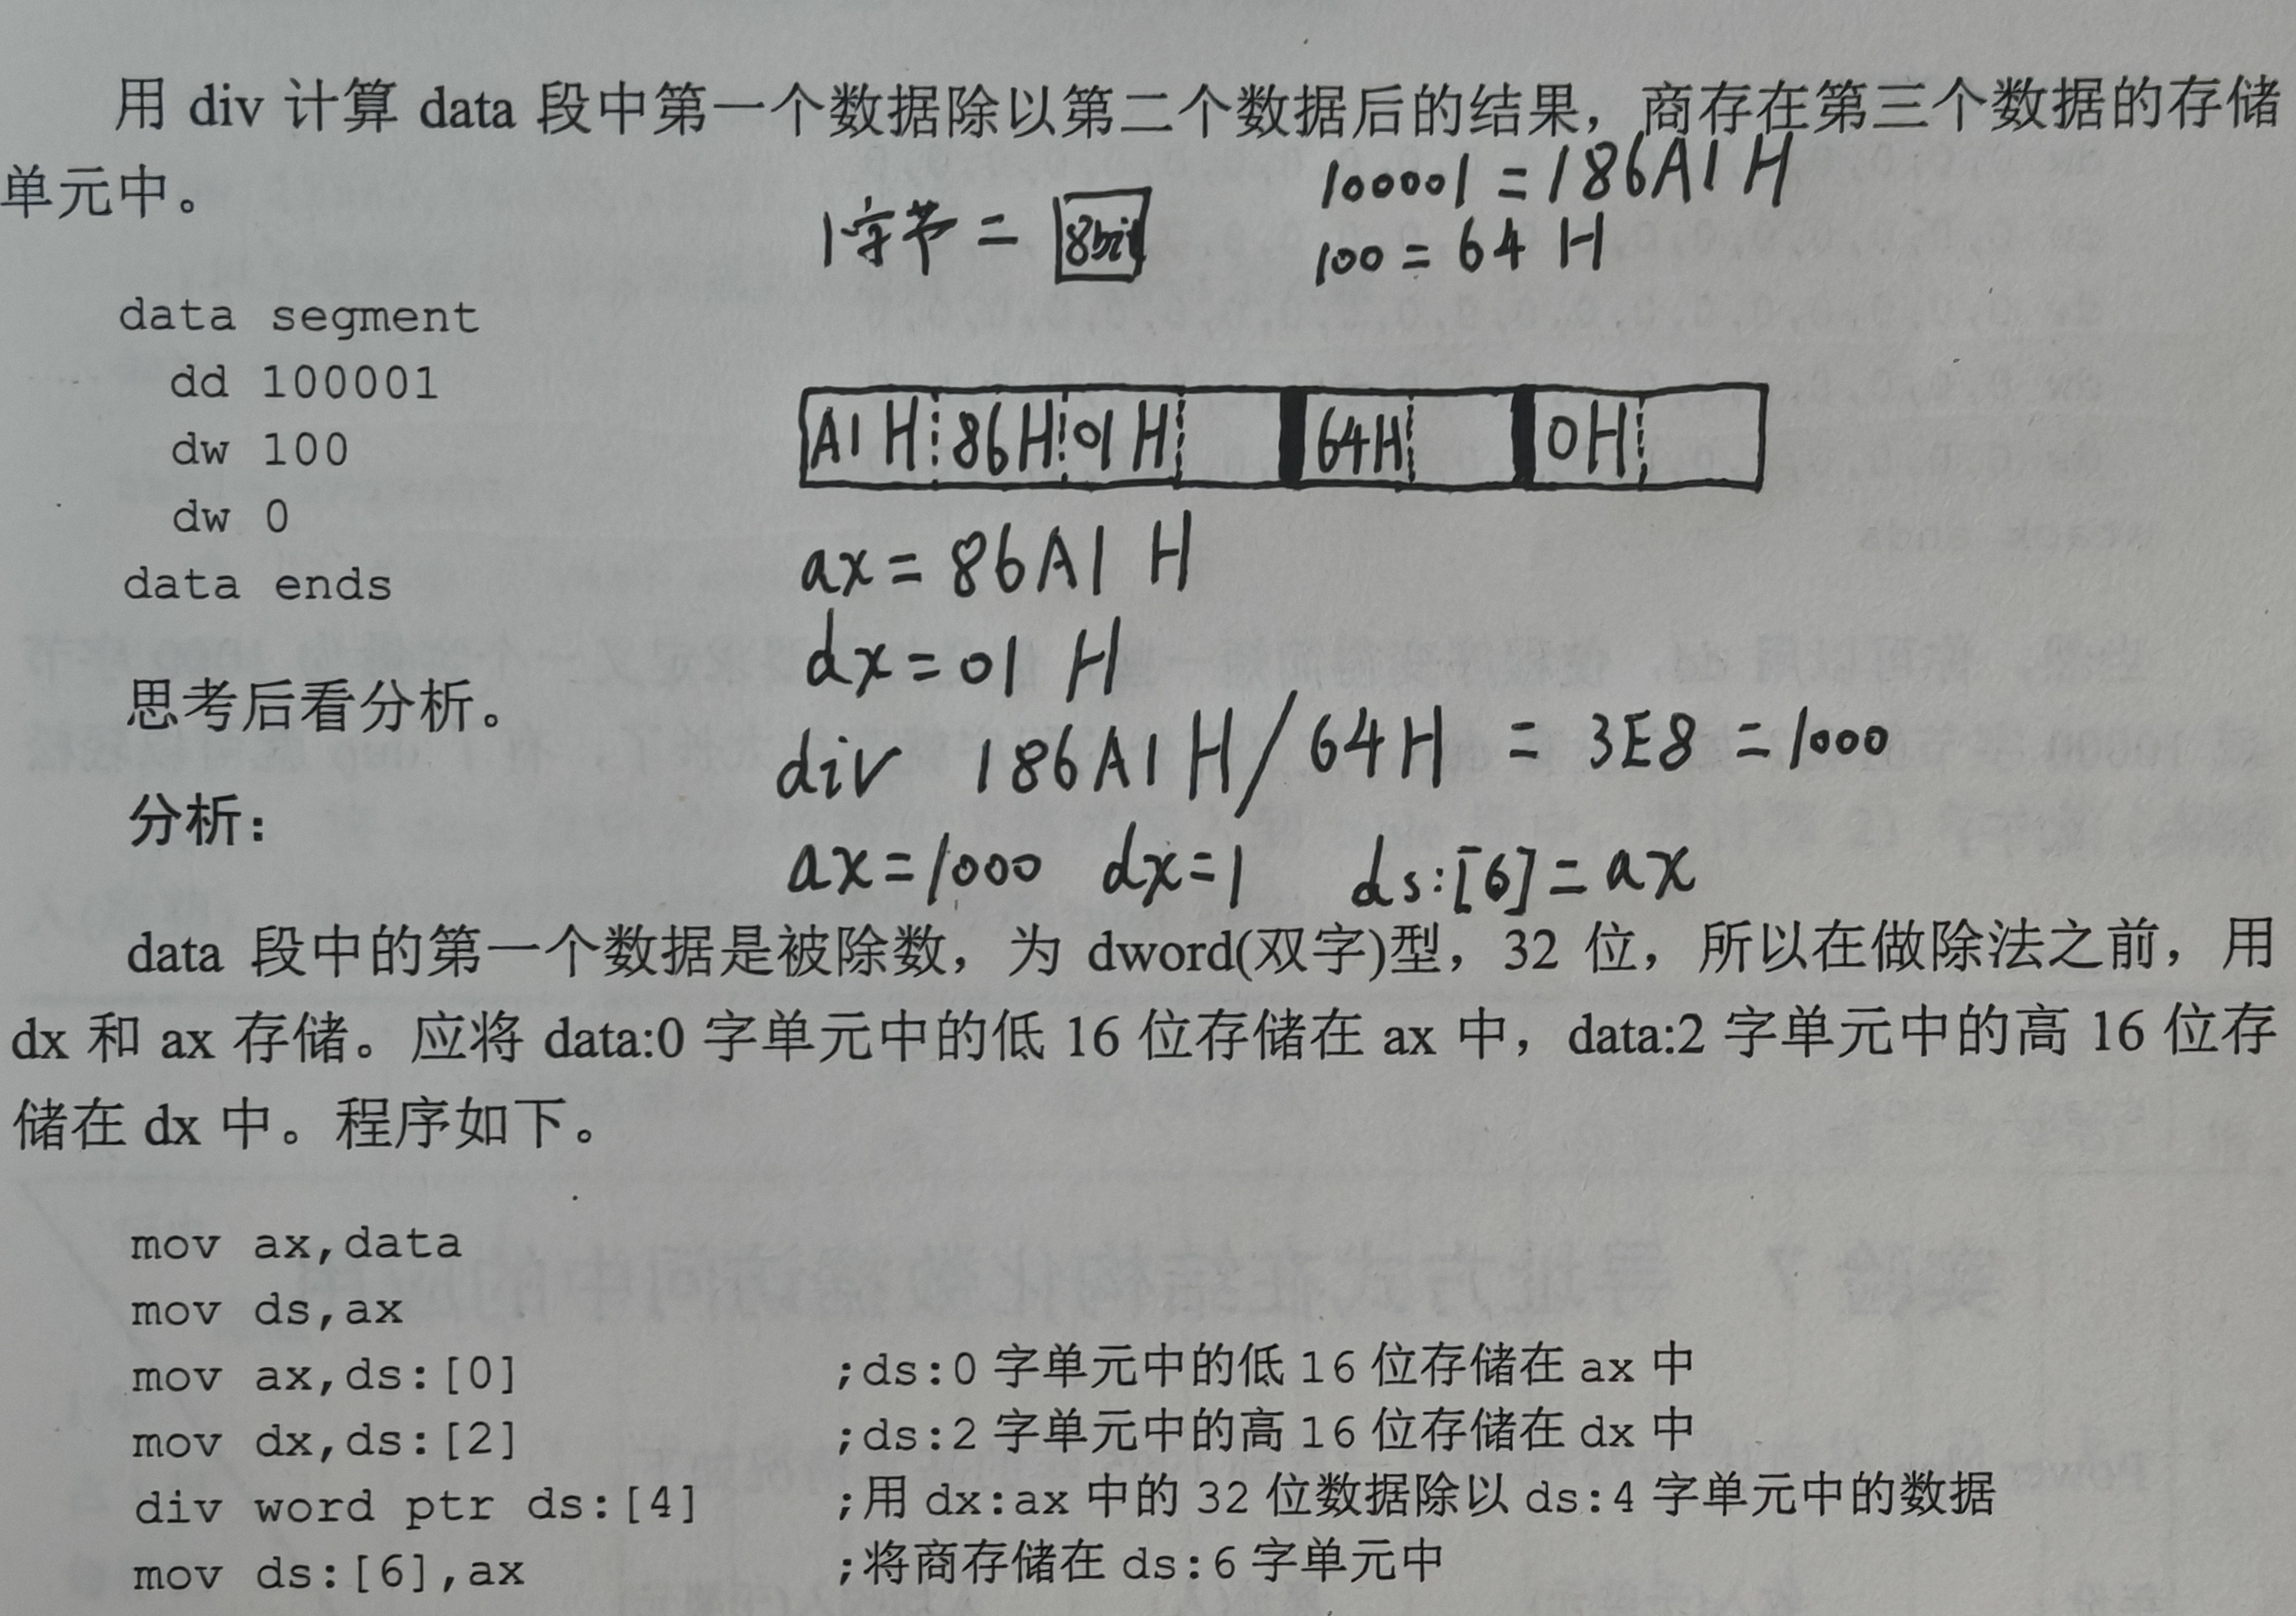 用 div 计算 data 段中第一个数据除以第二个数据后的结果，商存在第三个数据的存储
单元中。
1字节 = 8bit
100001 = 186A1 H
100 = 64 H
data segment
dd 100001
dw 100
dw 0
data ends
A1 H 86H 01 H 64H 0H
ax = 86A1 H
dx = 01 H
div 186A1 H / 64H = 3E8 = 1000
ax = 1000 dx = 1 ds:[6] = ax
思考后看分析。
分析：
data 段中的第一个数据是被除数，为 dword(双字)型，32 位，所以在做除法之前，用
dx 和 ax 存储。应将 data:0 字单元中的低 16 位存储在 ax 中，data:2 字单元中的高 16 位存
储在 dx 中。程序如下。
mov ax,data
mov ds,ax
mov ax,ds:[0] ;ds:0 字单元中的低 16 位存储在 ax 中
mov dx,ds:[2] ;ds:2 字单元中的高 16 位存储在 dx 中
div word ptr ds:[4] ;用 dx:ax 中的 32 位数据除以 ds:4 字单元中的数据
mov ds:[6],ax ;将商存储在 ds:6 字单元中